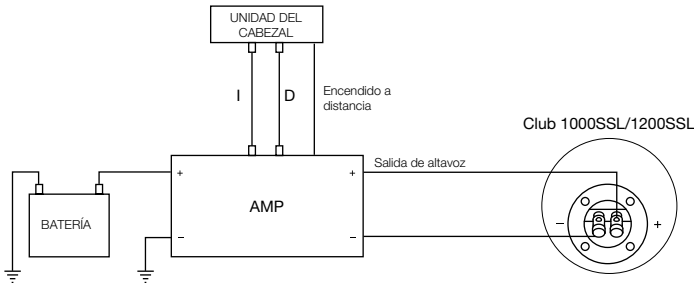 UNIDAD DEL
CABEZAL
I
D
Encendido a
distancia
Club 1000SSL/1200SSL
BATERÍA
+
AMP
+
Salida de altavoz
–
–
–
+